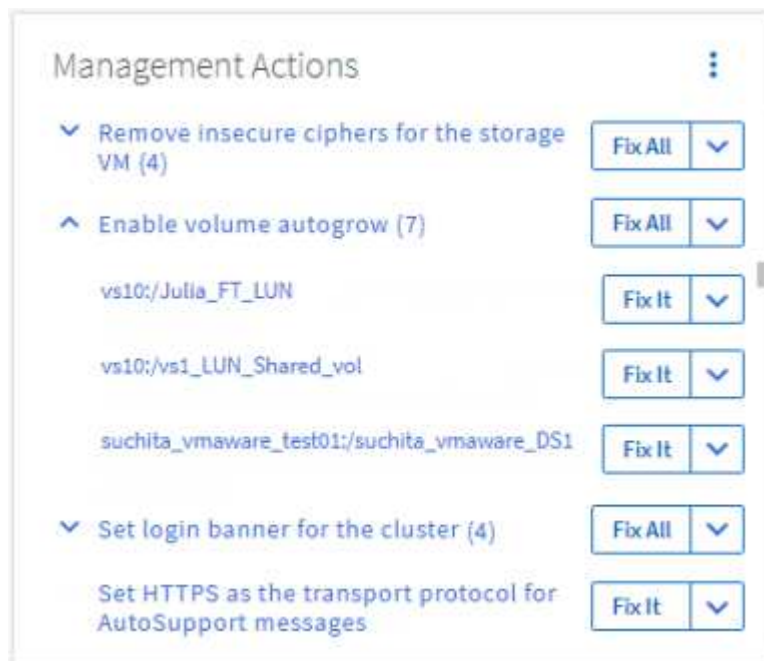 Management Actions
Remove insecure ciphers for the storage Fix All
VM (4)
Enable volume autogrow (7) Fix All
vs10:/Julia_FT_LUN Fix It
vs10:/vs1_LUN_Shared_vol Fix It
suchita_vmaware_test01:/suchita_vmaware_DS1 Fix It
Set login banner for the cluster (4) Fix All
Set HTTPS as the transport protocol for Fix It
AutoSupport messages